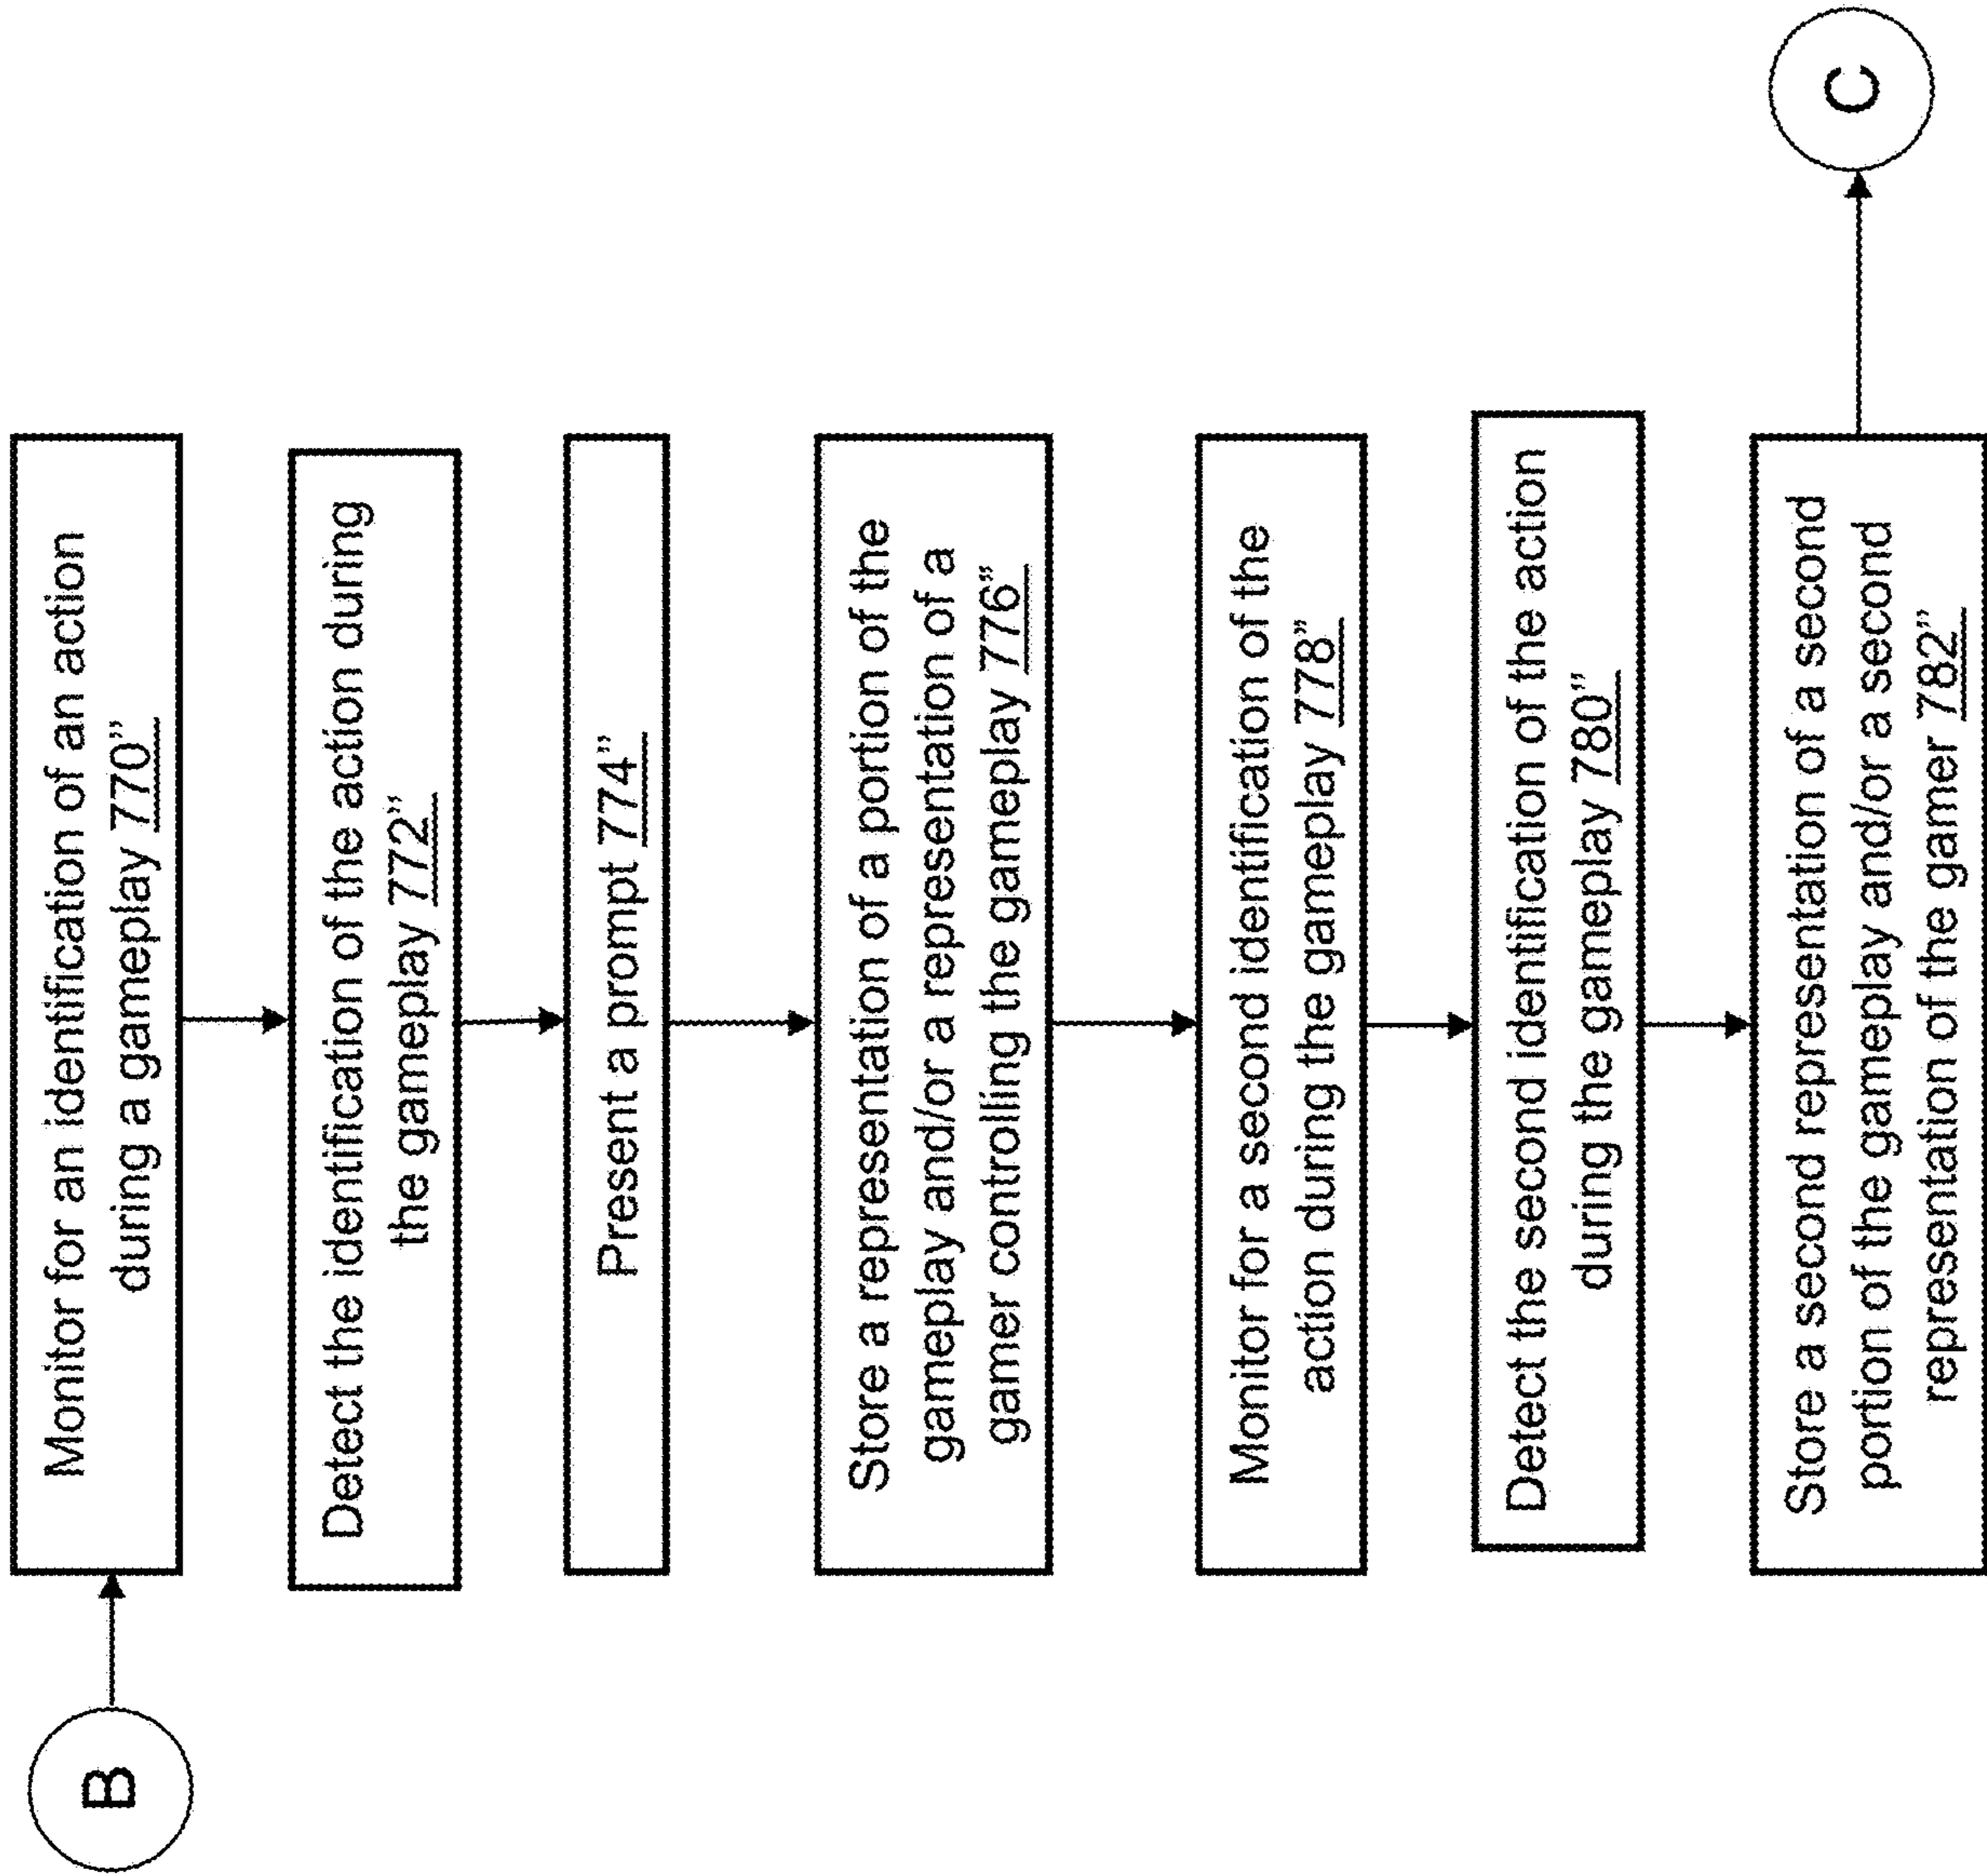 B
Monitor for an identification of an action
during a gameplay 770”
Detect the identification of the action during
the gameplay 772”
Present a prompt 774”
Store a representation of a portion of the
gameplay and/or a representation of a
gamer controlling the gameplay 776”
Monitor for a second identification of the
action during the gameplay 778”
Detect the second identification of the action
during the gameplay 780”
Store a second representation of a second
portion of the gameplay and/or a second
representation of the gamer 782”
C